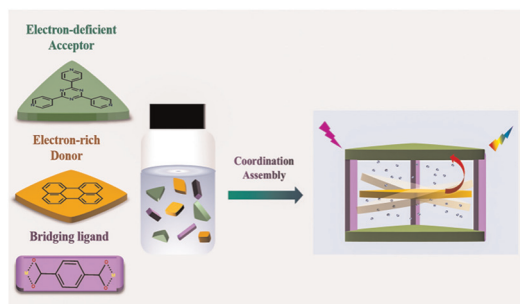 Electron-deficient
Acceptor
Electron-rich
Donor
Bridging ligand
Coordination
Assembly